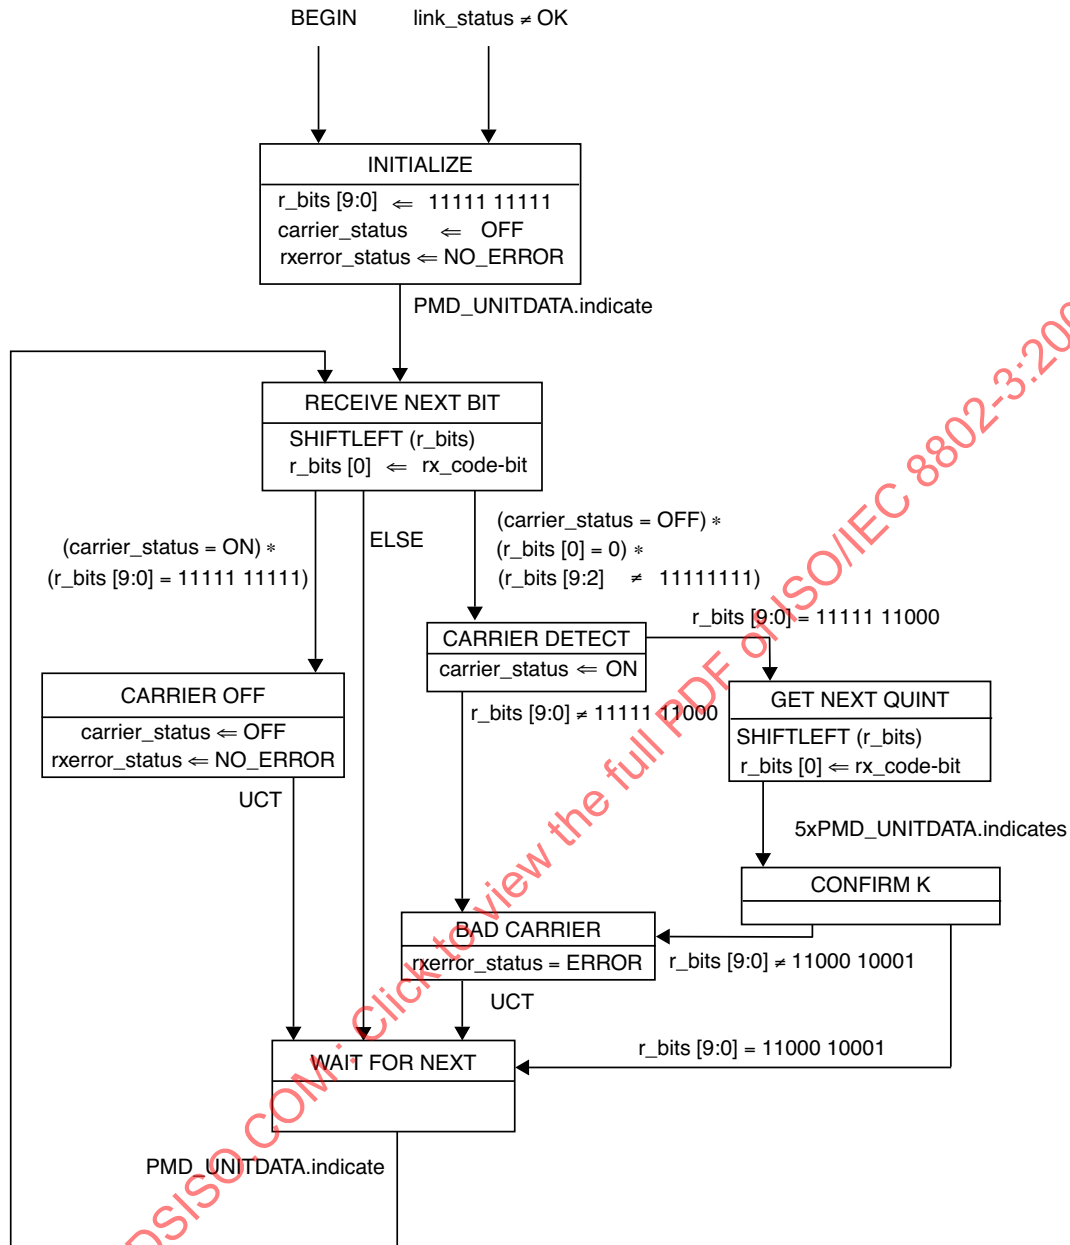 BEGIN
link_status ≠ OK
INITIALIZE
r_bits [9:0] ⇐ 11111 11111
carrier_status ⇐ OFF
rxerror_status ⇐ NO_ERROR
PMD_UNITDATA.indicate
RECEIVE NEXT BIT
SHIFTLEFT (r_bits)
r_bits [0] ⇐ rx_code-bit
(carrier_status = ON) *
(r_bits [9:0] = 11111 11111)
ELSE
(carrier_status = OFF) *
(r_bits [0] = 0) *
(r_bits [9:2] ≠ 11111111)
r_bits [9:0] = 11111 11000
CARRIER DETECT
carrier_status ⇐ ON
r_bits [9:0] ≠ 11111 11000
CARRIER OFF
carrier_status ⇐ OFF
rxerror_status ⇐ NO_ERROR
UCT
GET NEXT QUINT
SHIFTLEFT (r_bits)
r_bits [0] ⇐ rx_code-bit
5xPMD_UNITDATA.indicates
CONFIRM K
BAD CARRIER
rxerror_status = ERROR
r_bits [9:0] ≠ 11000 10001
UCT
r_bits [9:0] = 11000 10001
WAIT FOR NEXT
PMD_UNITDATA.indicate
DSISO.COM : Click to view the full PDF of ISO/IEC 8802-3:200